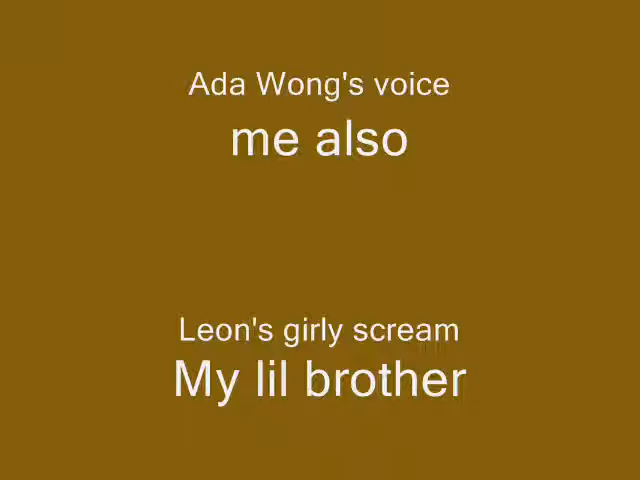 Ada Wong's voice
me also
Leon's girly scream
My lil brother